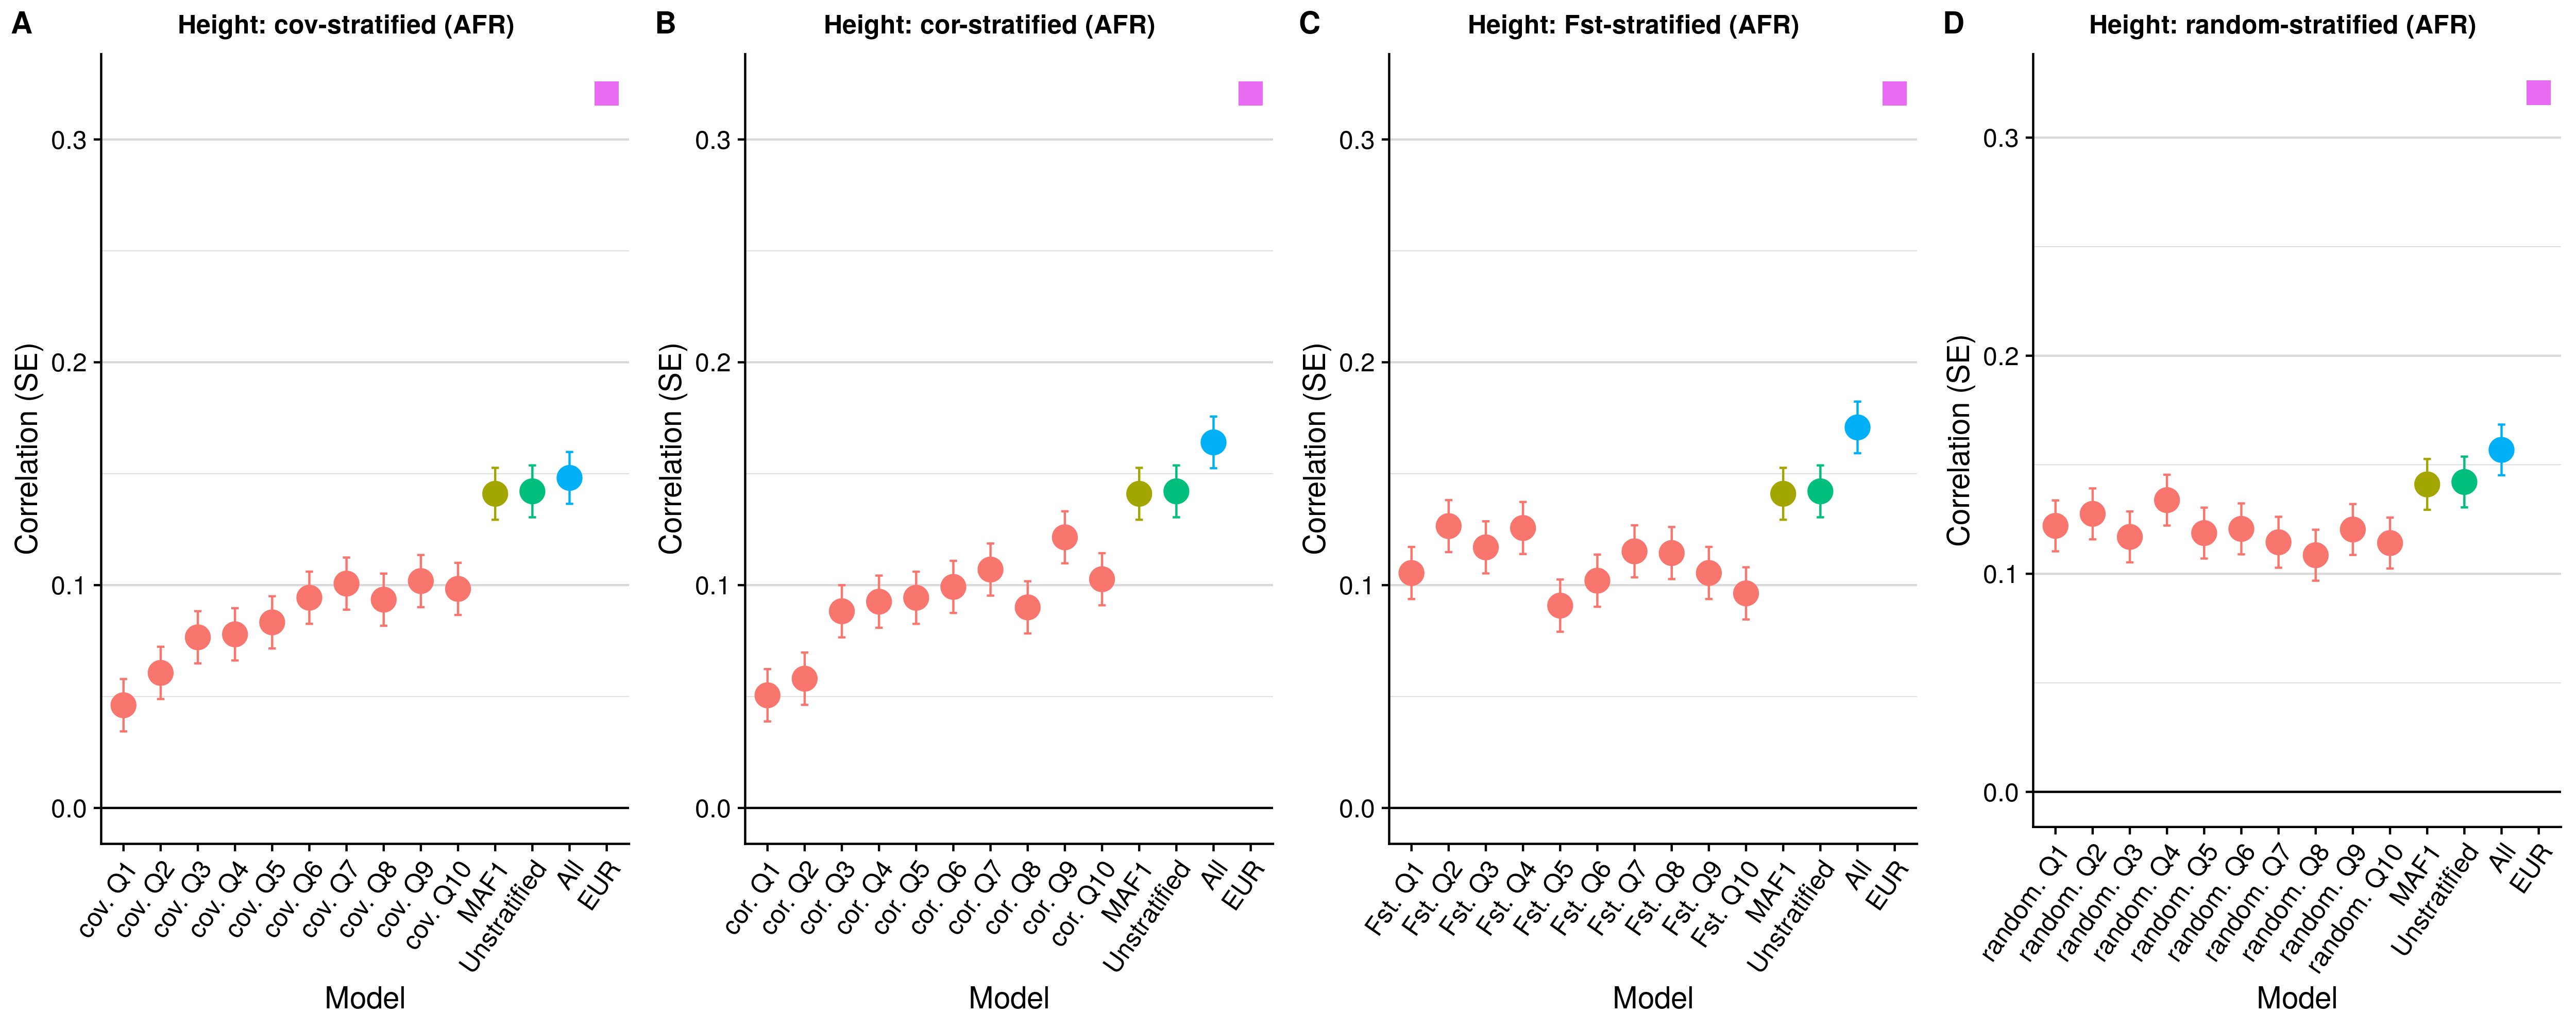 A
Height: cov-stratified (AFR)
Correlation (SE)
0.3
0.2
0.1
0.0
cov. Q1
cov. Q2
cov. Q3
cov. Q4
cov. Q5
cov. Q6
cov. Q7
cov. Q8
cov. Q9
cov. Q10
MAF1
Unstratified
All
EUR
Model
B
Height: cor-stratified (AFR)
Correlation (SE)
0.3
0.2
0.1
0.0
cor. Q1
cor. Q2
cor. Q3
cor. Q4
cor. Q5
cor. Q6
cor. Q7
cor. Q8
cor. Q9
cor. Q10
MAF1
Unstratified
All
EUR
Model
C
Height: Fst-stratified (AFR)
Correlation (SE)
0.3
0.2
0.1
0.0
Fst. Q1
Fst. Q2
Fst. Q3
Fst. Q4
Fst. Q5
Fst. Q6
Fst. Q7
Fst. Q8
Fst. Q9
Fst. Q10
MAF1
Unstratified
All
EUR
Model
D
Height: random-stratified (AFR)
Correlation (SE)
0.3
0.2
0.1
0.0
random. Q1
random. Q2
random. Q3
random. Q4
random. Q5
random. Q6
random. Q7
random. Q8
random. Q9
random. Q10
MAF1
Unstratified
All
EUR
Model